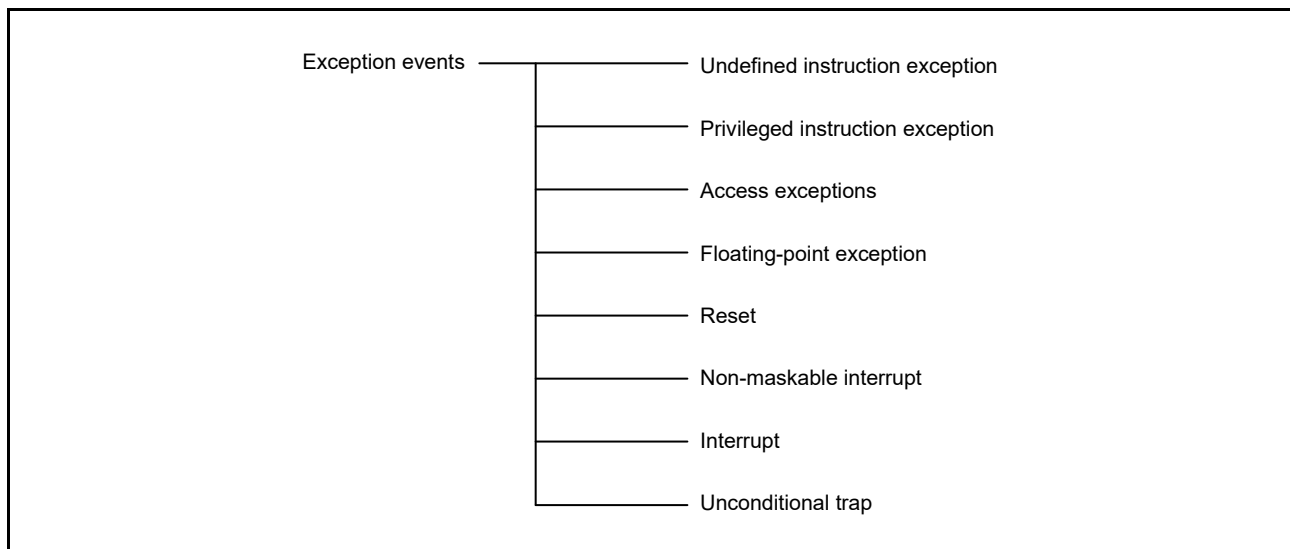 Exception events
Undefined instruction exception
Privileged instruction exception
Access exceptions
Floating-point exception
Reset
Non-maskable interrupt
Interrupt
Unconditional trap